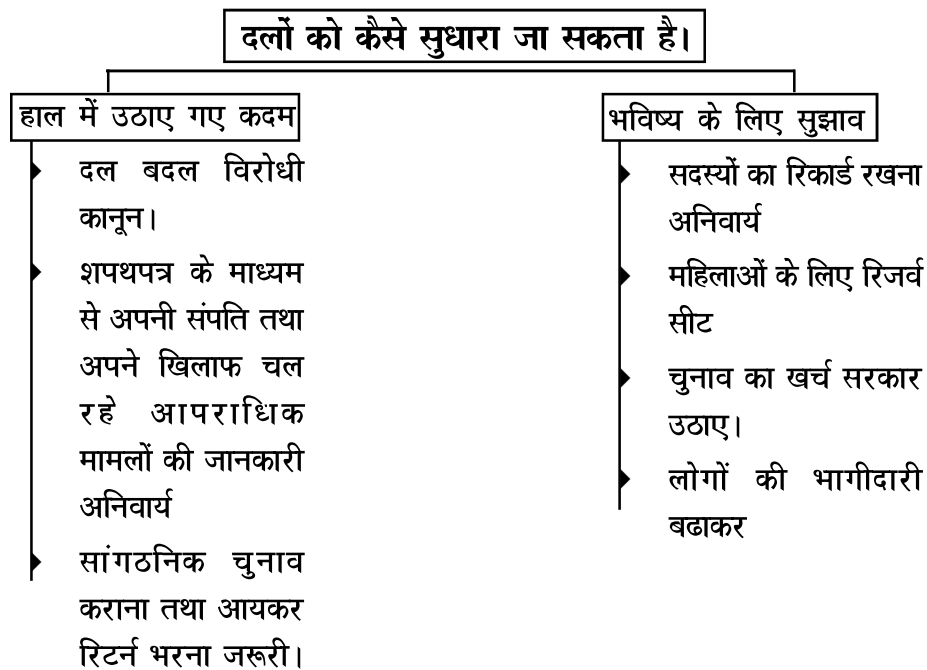 दलों को कैसे सुधारा जा सकता है।
हाल में उठाए गए कदम
दल बदल विरोधी
कानून।
शपथपत्र के माध्यम
से अपनी संपति तथा
अपने खिलाफ चल
रहे आपराधिक
मामलों की जानकारी
अनिवार्य
सांगठनिक चुनाव
कराना तथा आयकर
रिटर्न भरना जरूरी।
भविष्य के लिए सुझाव
सदस्यों का रिकार्ड रखना
अनिवार्य
महिलाओं के लिए रिजर्व
सीट
चुनाव का खर्च सरकार
उठाए।
लोगों की भागीदारी
बढाकर